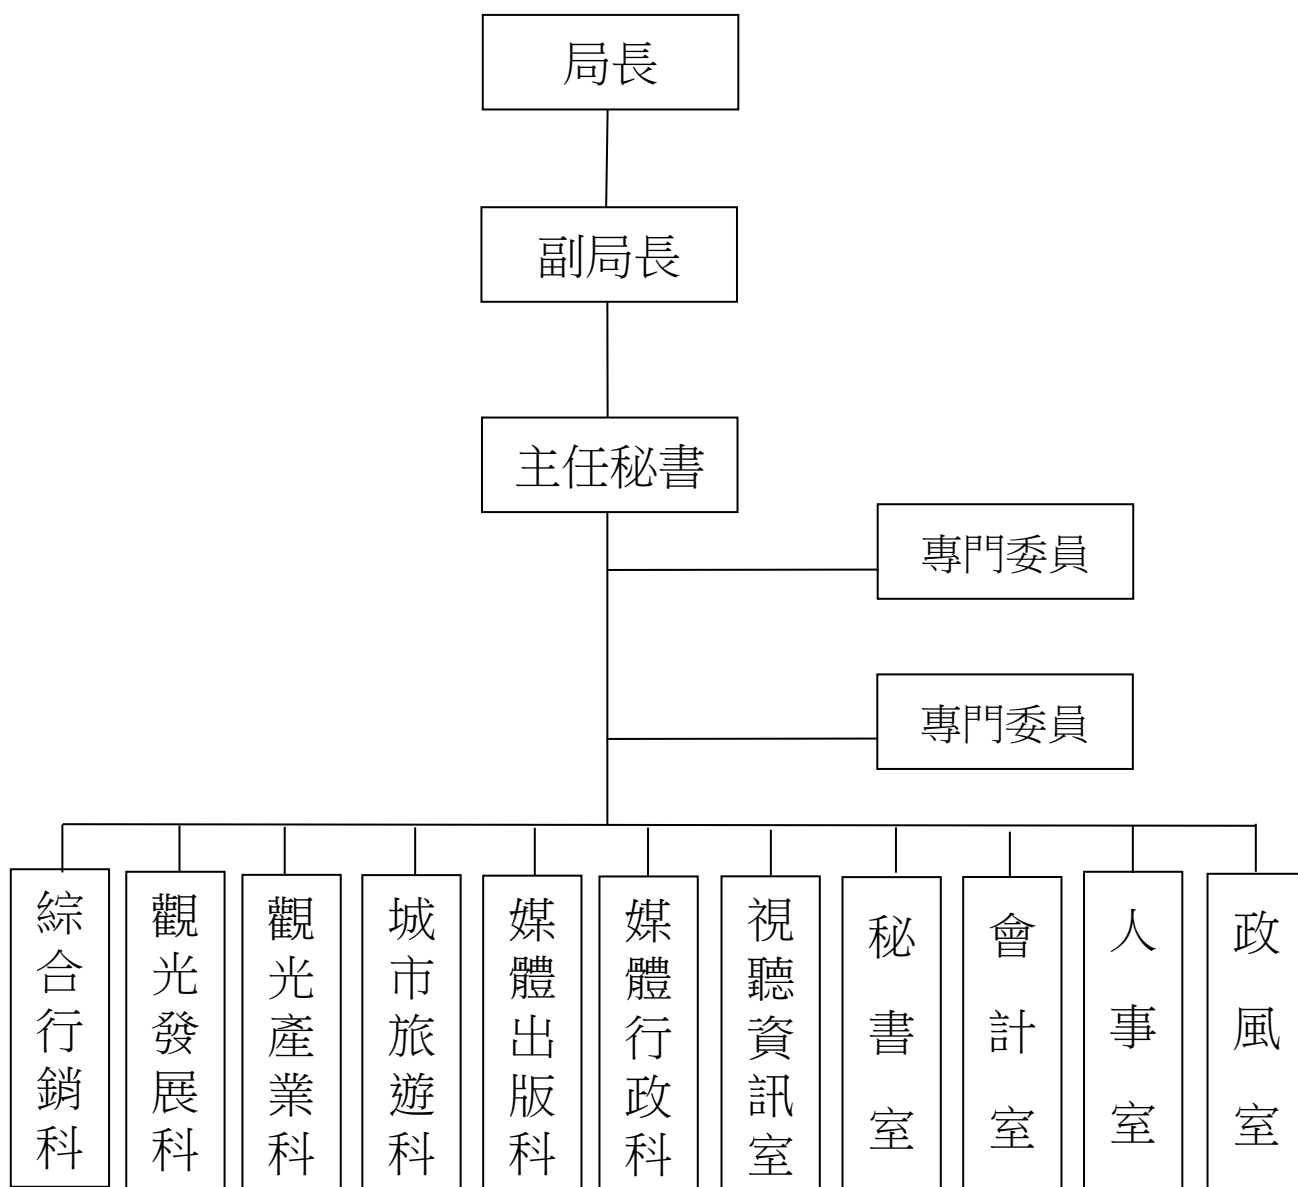 局長
副局長
主任秘書
專門委員
專門委員
綜合行銷科
觀光發展科
觀光產業科
城市旅遊科
媒體出版科
媒體行政科
視聽資訊室
秘書室
會計室
人事室
政風室